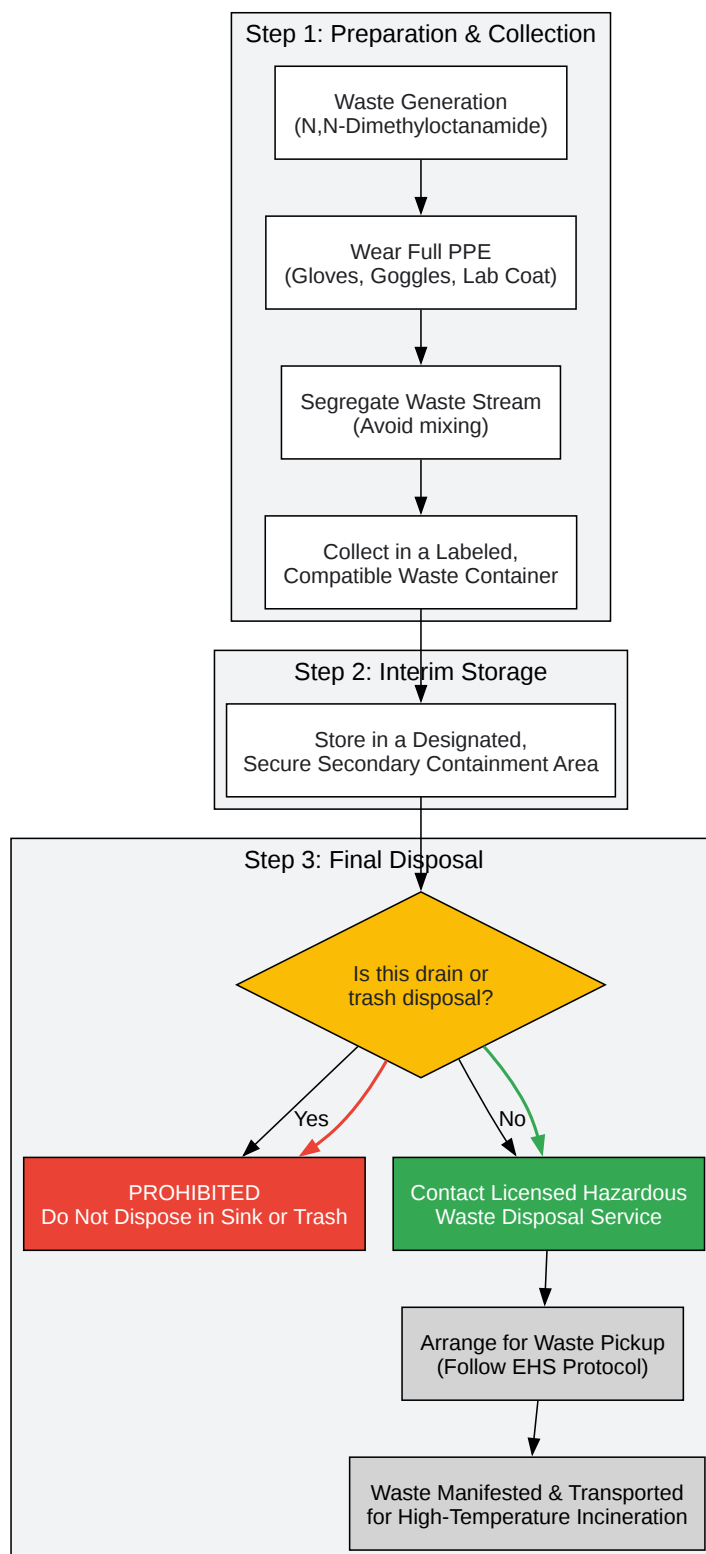 Step 1: Preparation & Collection
Waste Generation
(N,N-Dimethyloctanamide)
Wear Full PPE
(Gloves, Goggles, Lab Coat)
Segregate Waste Stream
(Avoid mixing)
Collect in a Labeled,
Compatible Waste Container
Step 2: Interim Storage
Store in a Designated,
Secure Secondary Containment Area
Step 3: Final Disposal
Is this drain or
trash disposal?
Yes
No
PROHIBITED
Do Not Dispose in Sink or Trash
Contact Licensed Hazardous
Waste Disposal Service
Arrange for Waste Pickup
(Follow EHS Protocol)
Waste Manifested & Transported
for High-Temperature Incineration